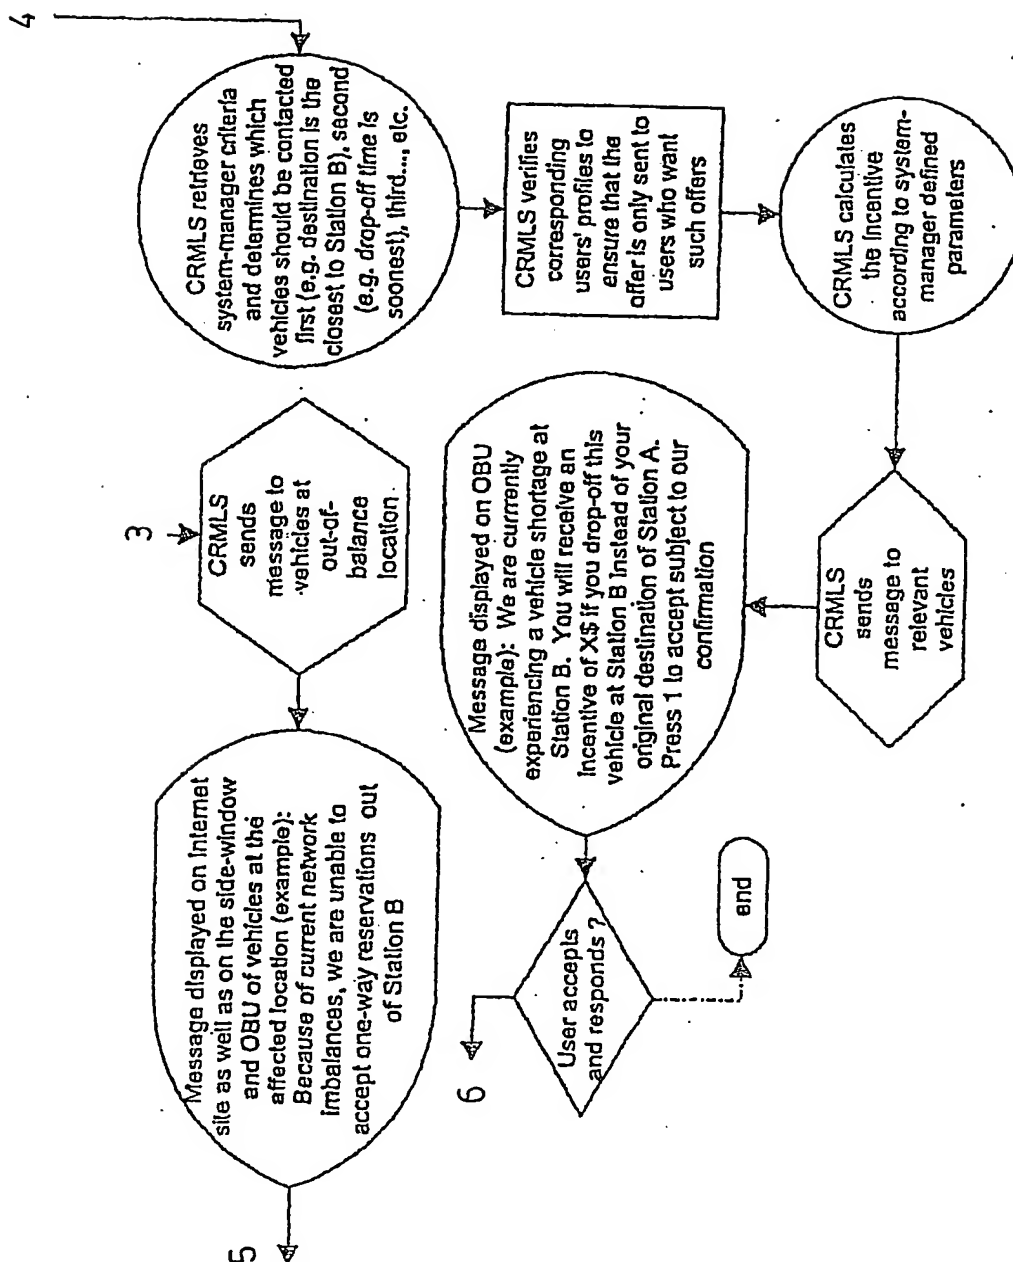 4
CRMLS retrieves
system-manager criteria
and determines which
vehicles should be contacted
first (e.g. destination is the
closest to Station B), second
(e.g. drop-off time is
soonest), third..., etc.
CRMLS verifies
corresponding
users' profiles to
ensure that the
offer is only sent to
users who want
such offers
CRMLS calculates
the Incentive
according to system-
manager defined
parameters
CRMLS
sends
message to
relevant
vehicles
Message displayed on OBU
(example): We are currently
experiencing a vehicle shortage at
Station B. You will receive an
Incentive of X$ if you drop-off this
vehicle at Station B Instead of your
original destination of Station A.
Press 1 to accept subject to our
confirmation
User accepts
and responds ?
6
end
3
CRMLS
sends
message to
vehicles at
out-of-
balance
location
Message displayed on Internet
site as well as on the side-window
and OBU of vehicles at the
affected location (example):
Because of current network
imbalances, we are unable to
accept one-way reservations out
of Station B
5